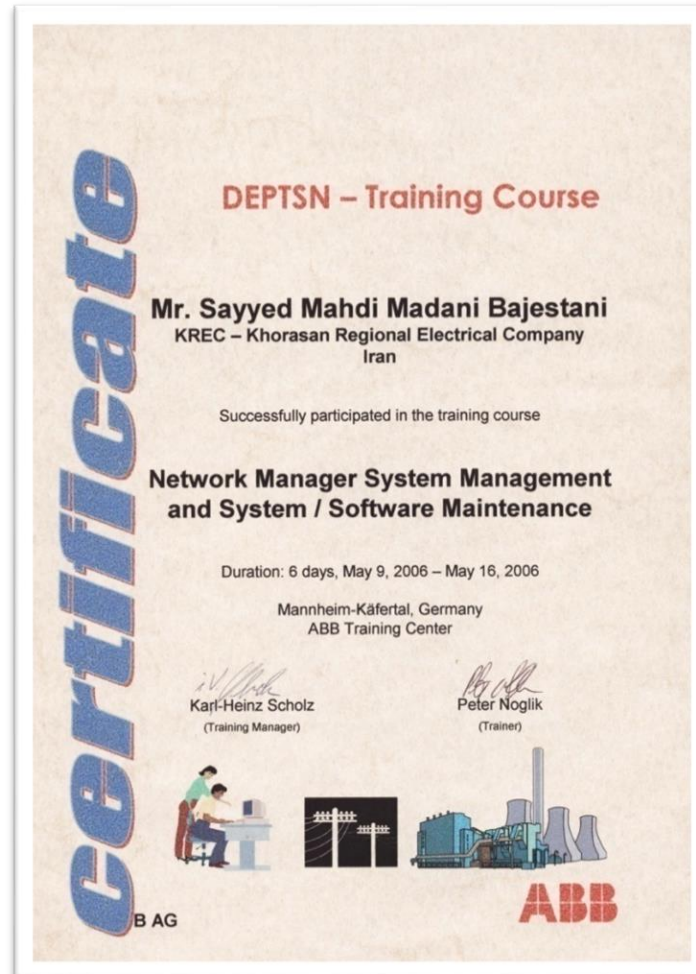 certificate
DEPTSN – Training Course
Mr. Sayyed Mahdi Madani Bajestani
KREC – Khorasan Regional Electrical Company
Iran
Successfully participated in the training course
Network Manager System Management
and System / Software Maintenance
Duration: 6 days, May 9, 2006 – May 16, 2006
Mannheim-Käfertal, Germany
ABB Training Center
Karl-Heinz Scholz
(Training Manager)
Peter Noglik
(Trainer)
B AG
ABB